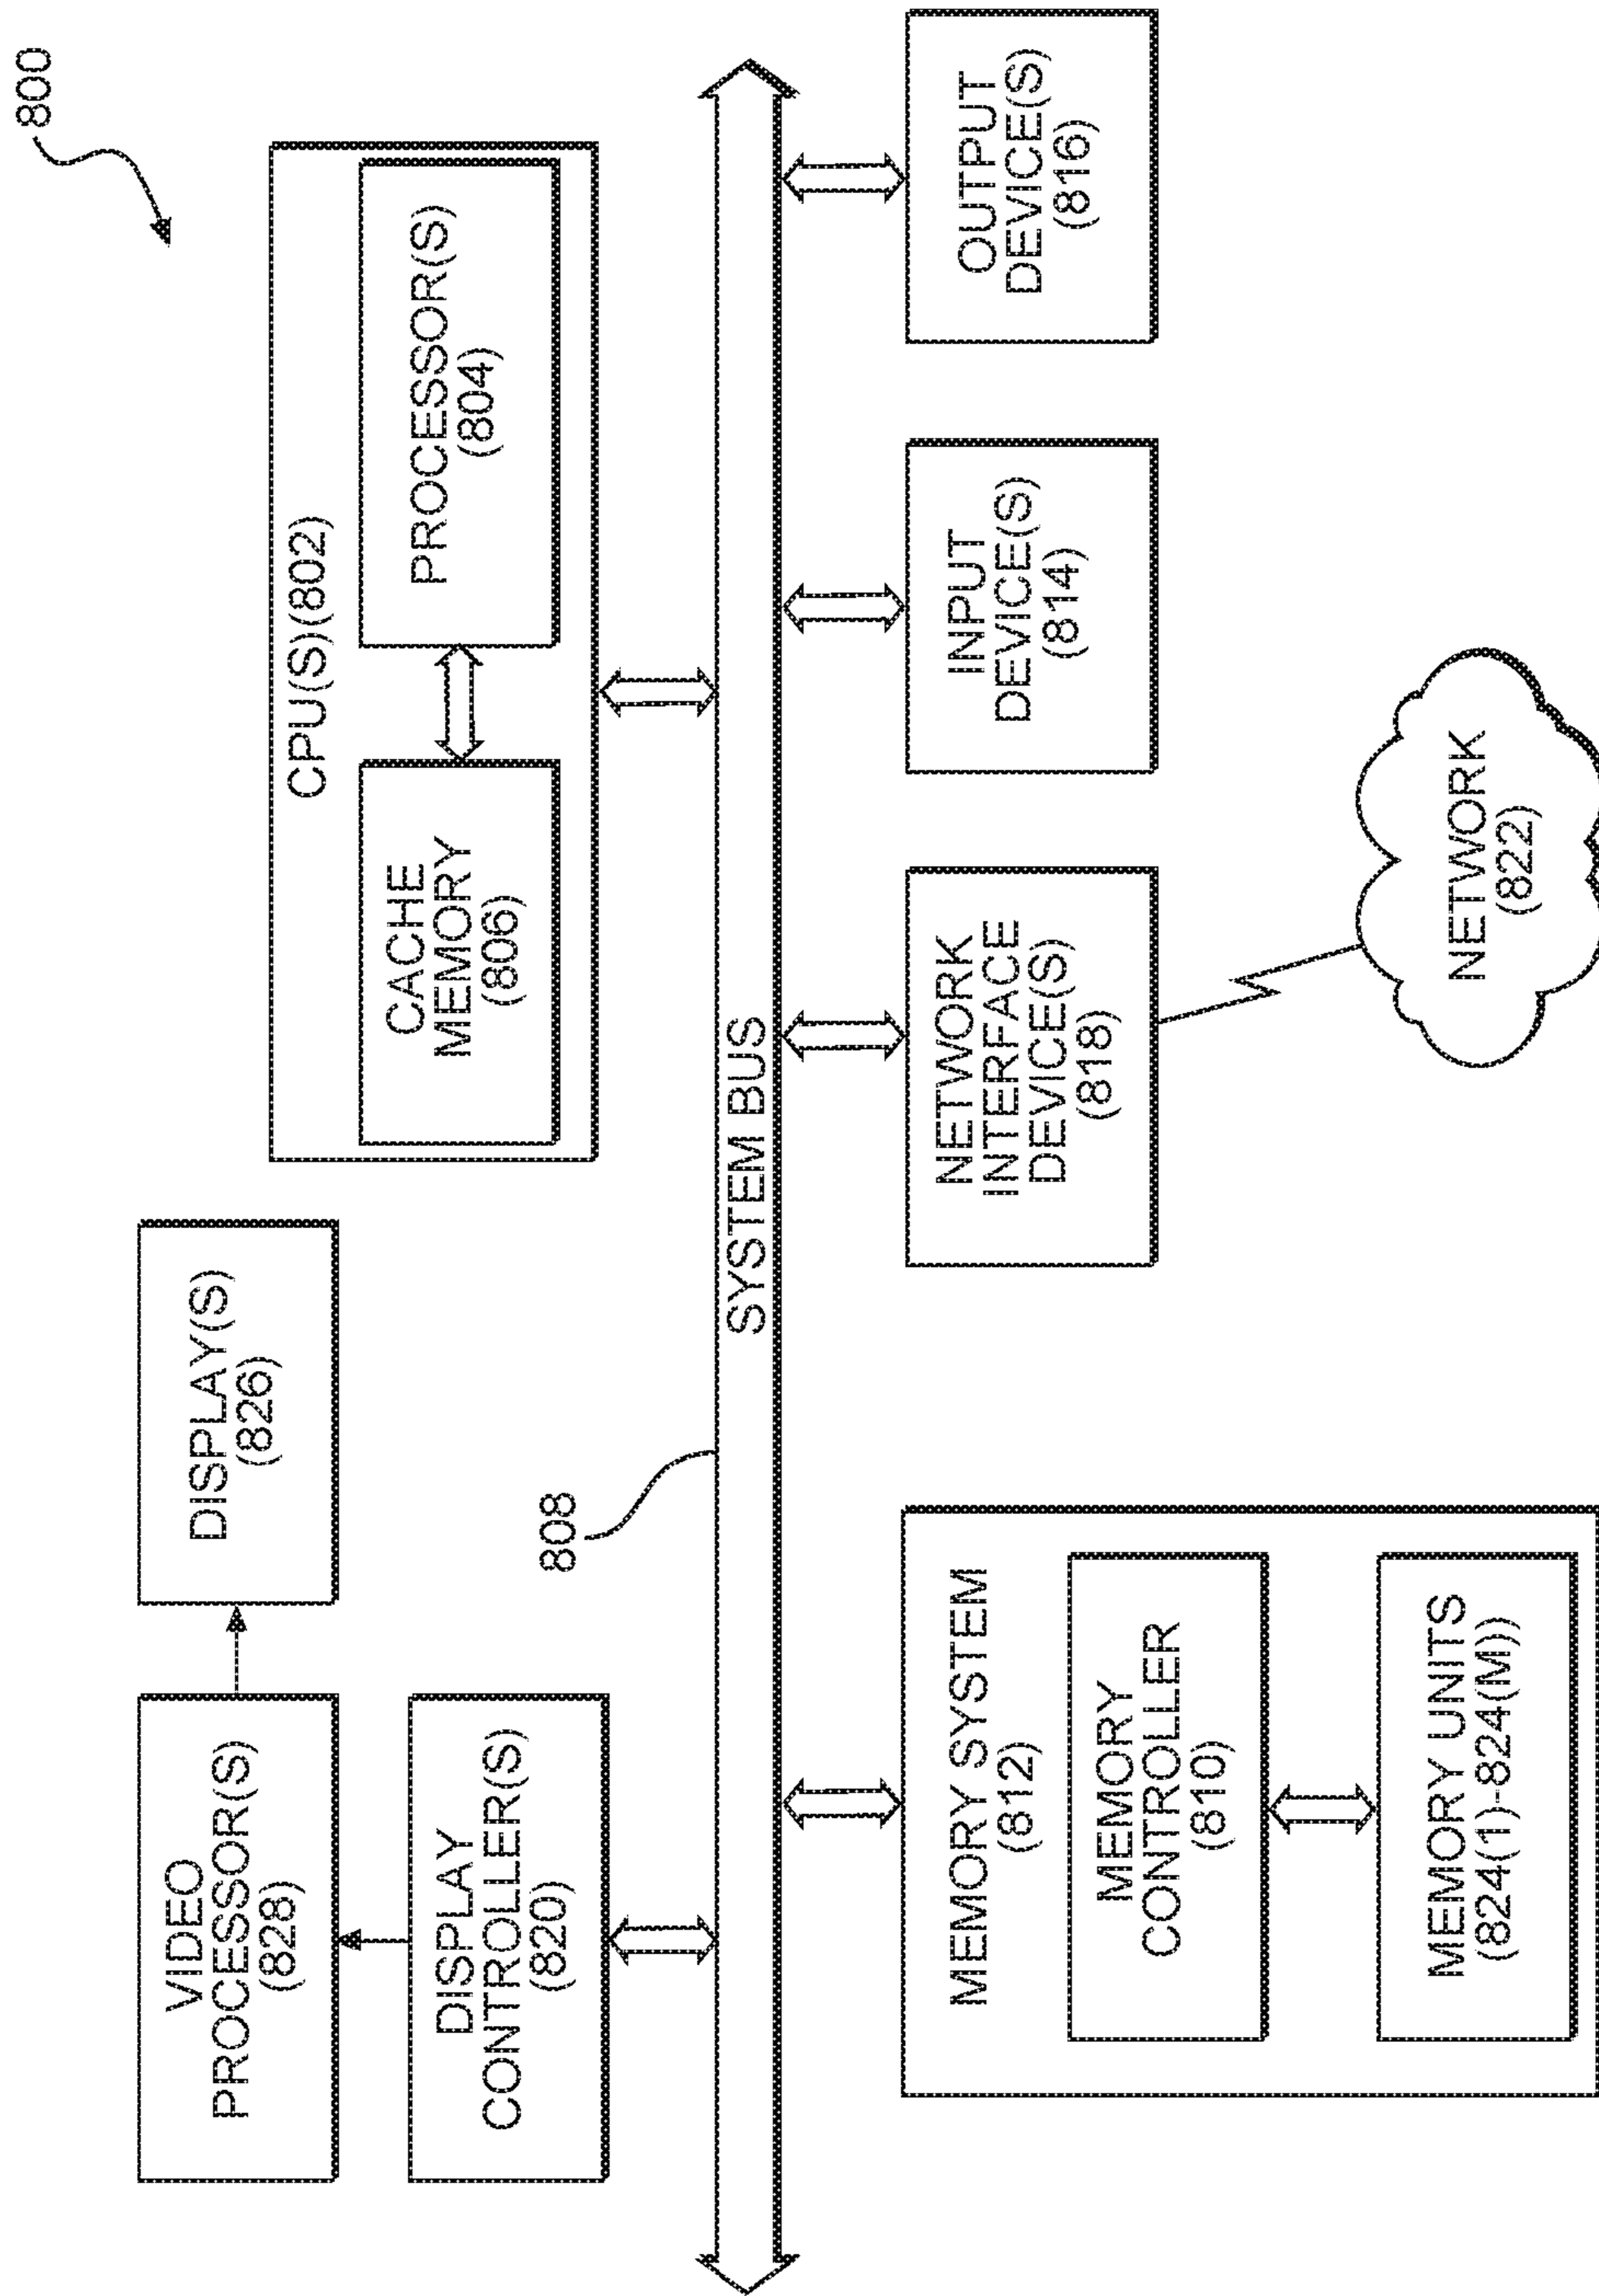 800
CPU(S)(802)
CACHE
MEMORY
(806)
PROCESSOR(S)
(804)
DISPLAY(S)
(826)
VIDEO
PROCESSOR(S)
(828)
DISPLAY
CONTROLLER(S)
(820)
808
SYSTEM BUS
MEMORY SYSTEM
(812)
MEMORY
CONTROLLER
(810)
MEMORY UNITS
(824(1)-824(M))
NETWORK
INTERFACE
DEVICE(S)
(818)
INPUT
DEVICE(S)
(814)
OUTPUT
DEVICE(S)
(816)
NETWORK
(822)